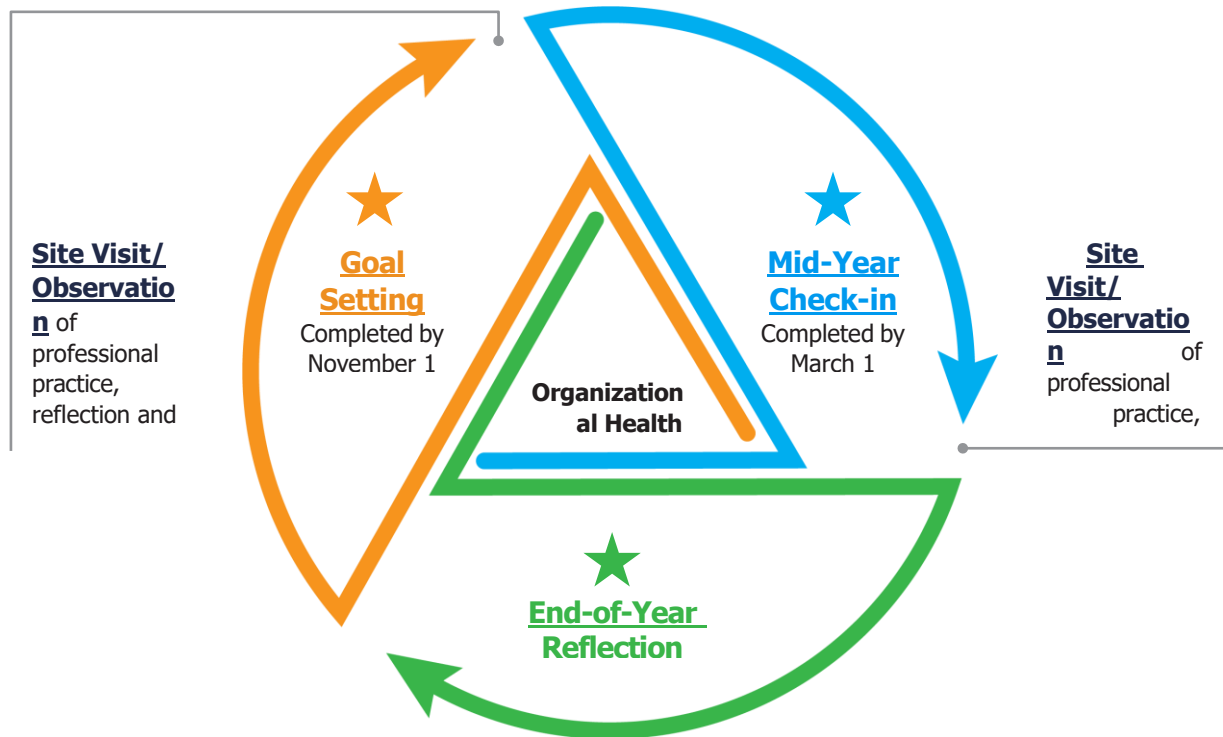 Site Visit/
Observatio
n of
professional
practice,
reflection and
Goal
Setting
Completed by
November 1
Mid-Year
Check-in
Completed by
March 1
Site
Visit/
Observatio
n of
professional
practice,
Organization
al Health
End-of-Year
Reflection